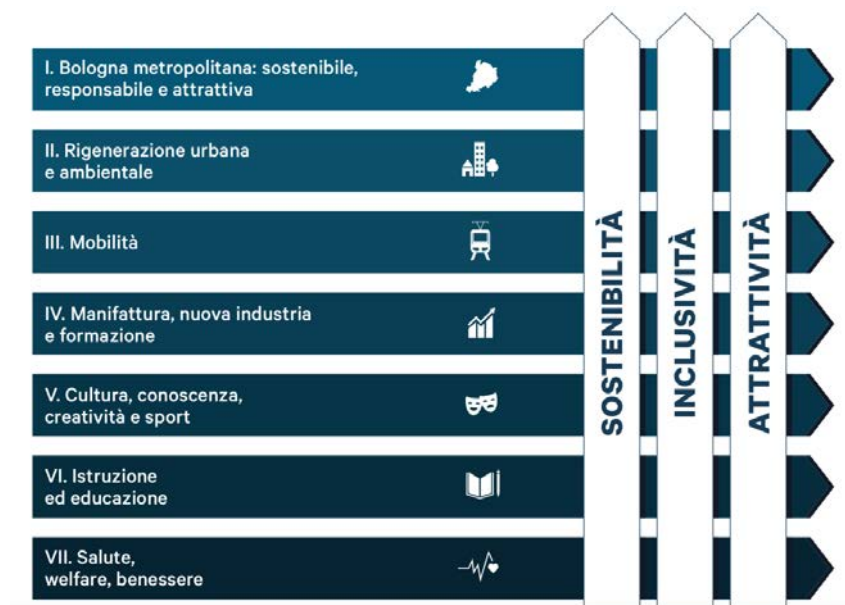 I. Bologna metropolitana: sostenibile,
responsabile e attrattiva
II. Rigenerazione urbana
e ambientale
III. Mobilità
IV. Manifattura, nuova industria
e formazione
V. Cultura, conoscenza,
creatività e sport
VI. Istruzione
ed educazione
VII. Salute,
welfare, benessere
SOSTENIBILITÀ
INCLUSIVITÀ
ATTRATTIVITÀ